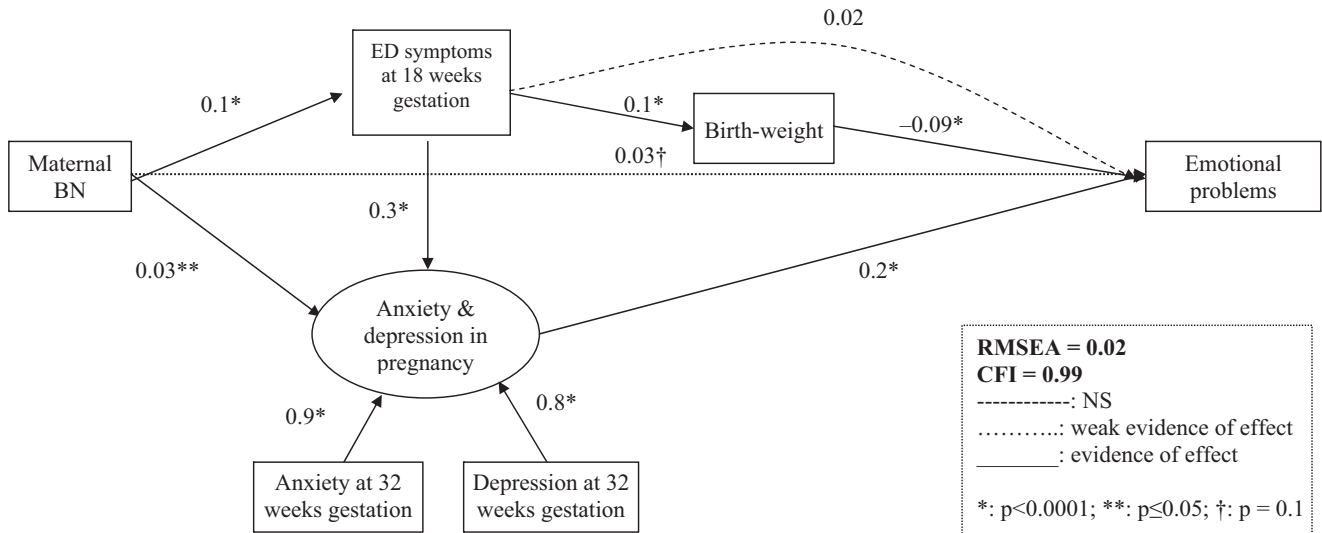 0.02
ED symptoms
at 18 weeks
gestation
0.1*
0.1*
Birth-weight
–0.09*
Maternal
BN
0.03†
Emotional
problems
0.3*
0.03**
0.2*
Anxiety &
depression in
pregnancy
0.9*
0.8*
Anxiety at 32
weeks gestation
Depression at 32
weeks gestation
RMSEA = 0.02
CFI = 0.99
------------: NS
………..: weak evidence of effect
________: evidence of effect
*: p<0.0001; **: p≤0.05; †: p = 0.1